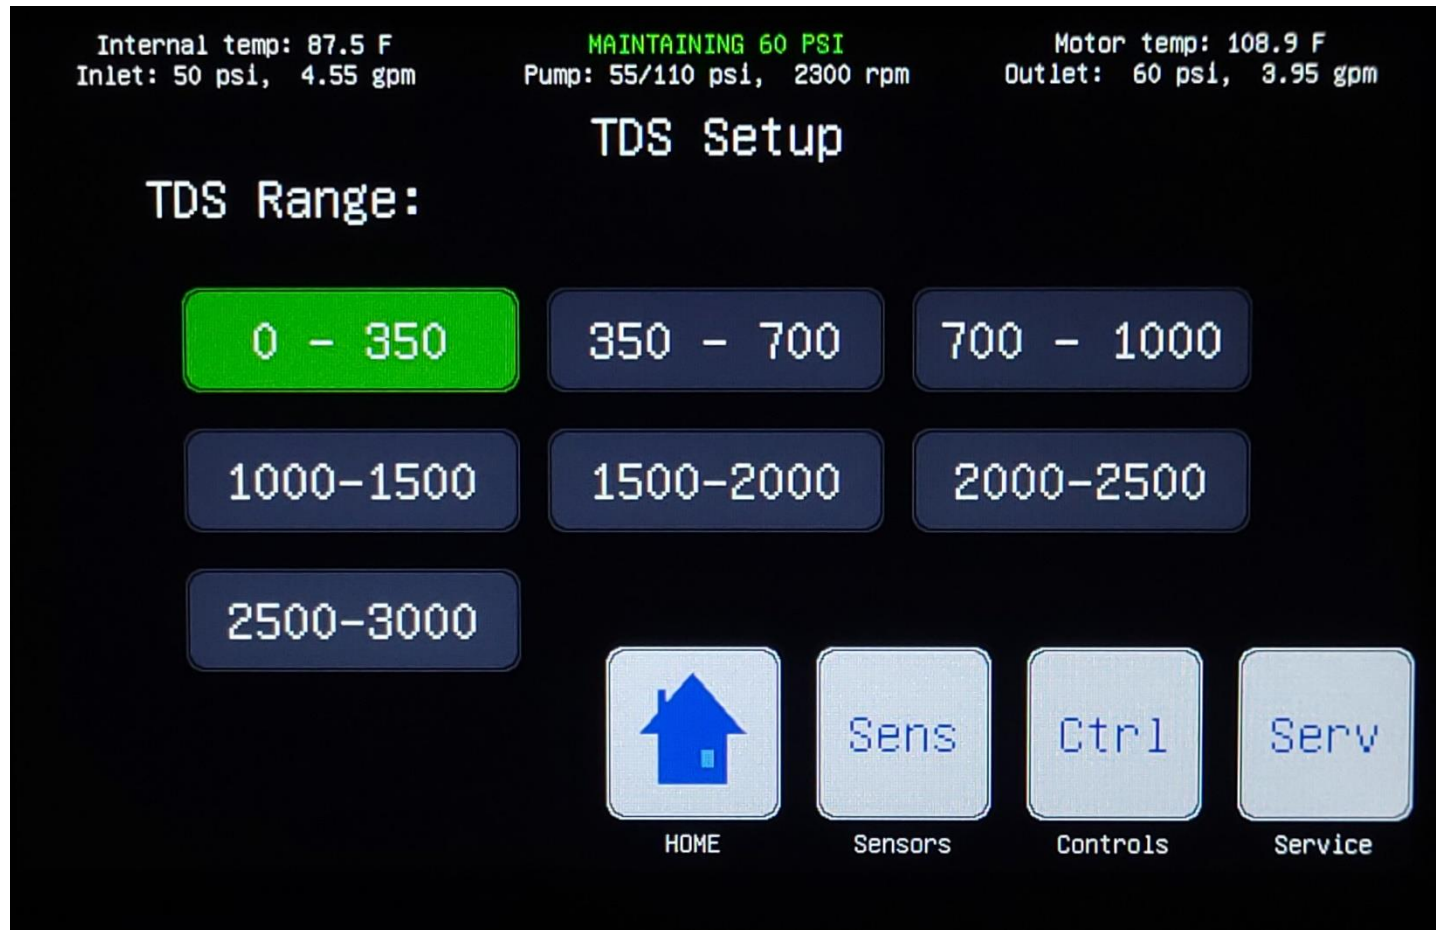 Internal temp: 87.5 F
MAINTAINING 60 PSI
Motor temp: 108.9 F
Inlet: 50 psi, 4.55 gpm
Pump: 55/110 psi, 2300 rpm
Outlet: 60 psi, 3.95 gpm
TDS Setup
TDS Range:
0 - 350
350 - 700
700 - 1000
1000-1500
1500-2000
2000-2500
2500-3000
Sens
Ctrl
Serv
HOME
Sensors
Controls
Service